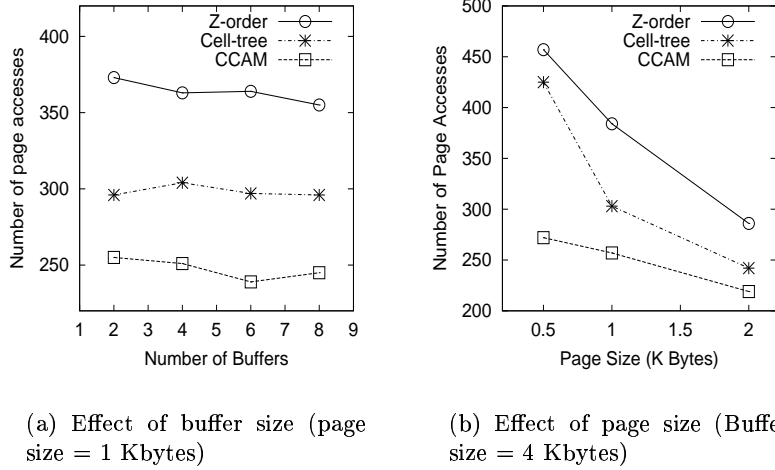 Number of page accesses
400
350
300
250
Z-order
Cell-tree
CCAM
1 2 3 4 5 6 7 8 9
Number of Buffers
(a) Effect of buffer size (page
size = 1 Kbytes)
Number of Page Accesses
500
450
400
350
300
250
200
Z-order
Cell-tree
CCAM
0.5 1 1.5 2
Page Size (K Bytes)
(b) Effect of page size (Buffe
size = 4 Kbytes)